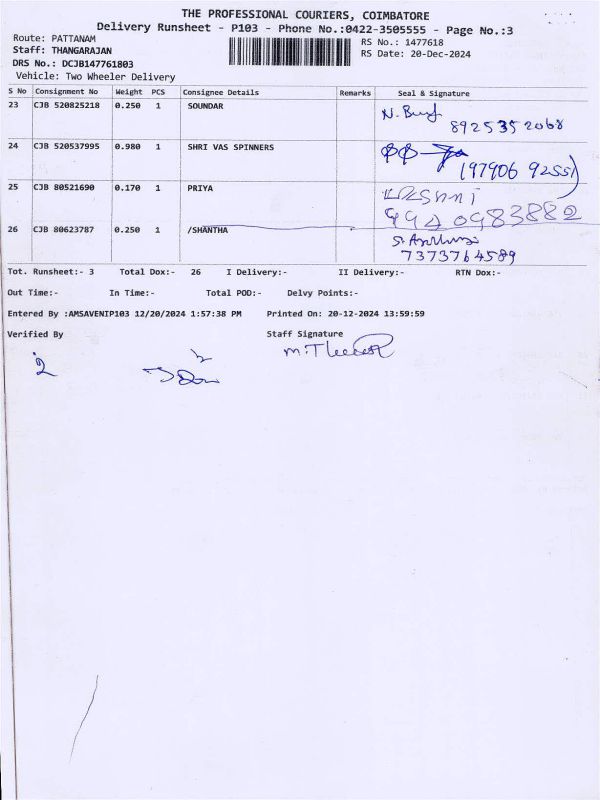 THE PROFESSIONAL COURIERS, COIMBATORE
Delivery Runsheet - P103 - Phone No.:0422-3505555 - Page No.:3
Route: PATTANAM
RS No.: 1477618
Staff: THANGARAJAN
RS Date: 20-Dec-2024
DRS No.: DCJB147761803
Vehicle: Two Wheeler Delivery
S No Consignment No Weight PCS Consignee Details Remarks Seal & Signature
23 CJB 520825218 0.250 1 SOUNDAR
8925352068
24 CJB 520537995 0.980 1 SHRI VAS SPINNERS
(97906 92551)
25 CJB 80521690 0.170 1 PRIYA
9940983882
26 CJB 80623787 0.250 1 /SHANTHA
7373764589
Tot. Runsheet:- 3 Total Dox:- 26 I Delivery:- II Delivery:- RTN Dox:-
Out Time:- In Time:- Total POD:- Delvy Points:-
Entered By :AMSAVENIP103 12/20/2024 1:57:38 PM Printed On: 20-12-2024 13:59:59
Verified By Staff Signature